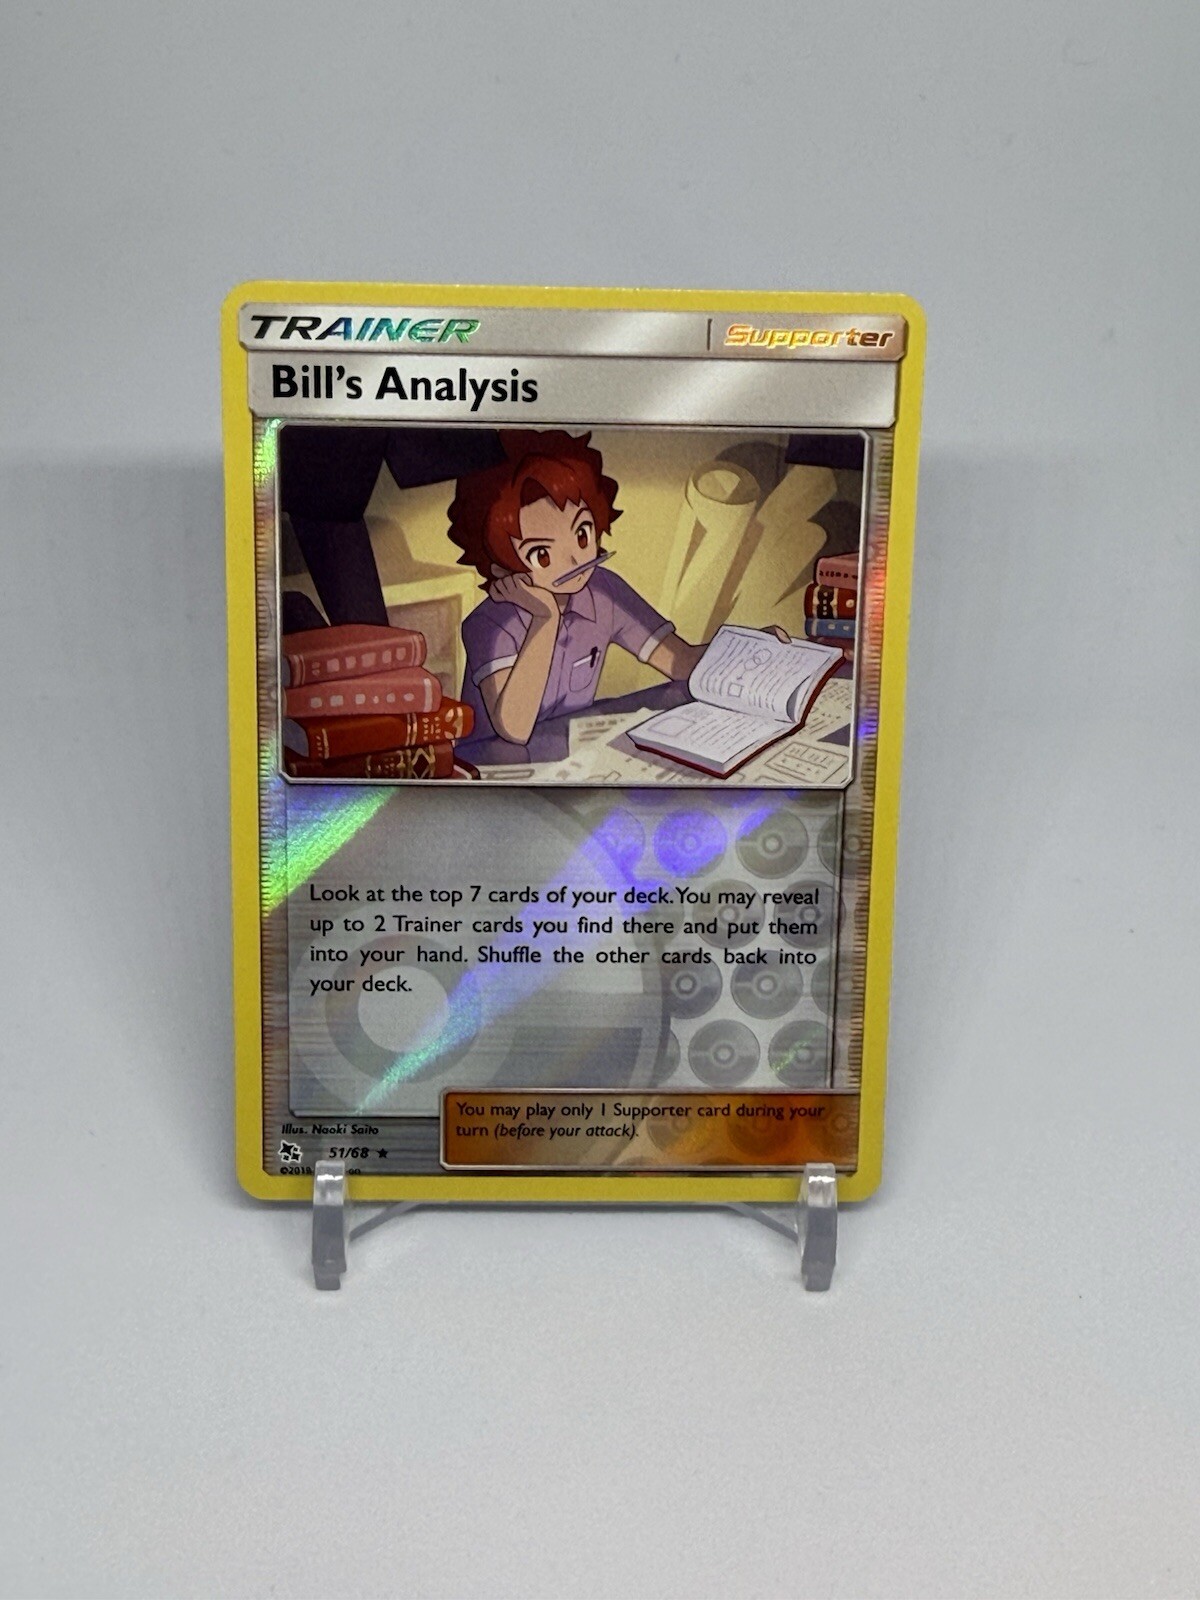 TRAINER
Supporter
Bill's Analysis
Look at the top 7 cards of your deck. You may reveal
up to 2 Trainer cards you find there and put them
into your hand. Shuffle the other cards back into
your deck.
You may play only 1 Supporter card during your
turn (before your attack).
Illus. Naoki Saito
51/68 ★
©2019